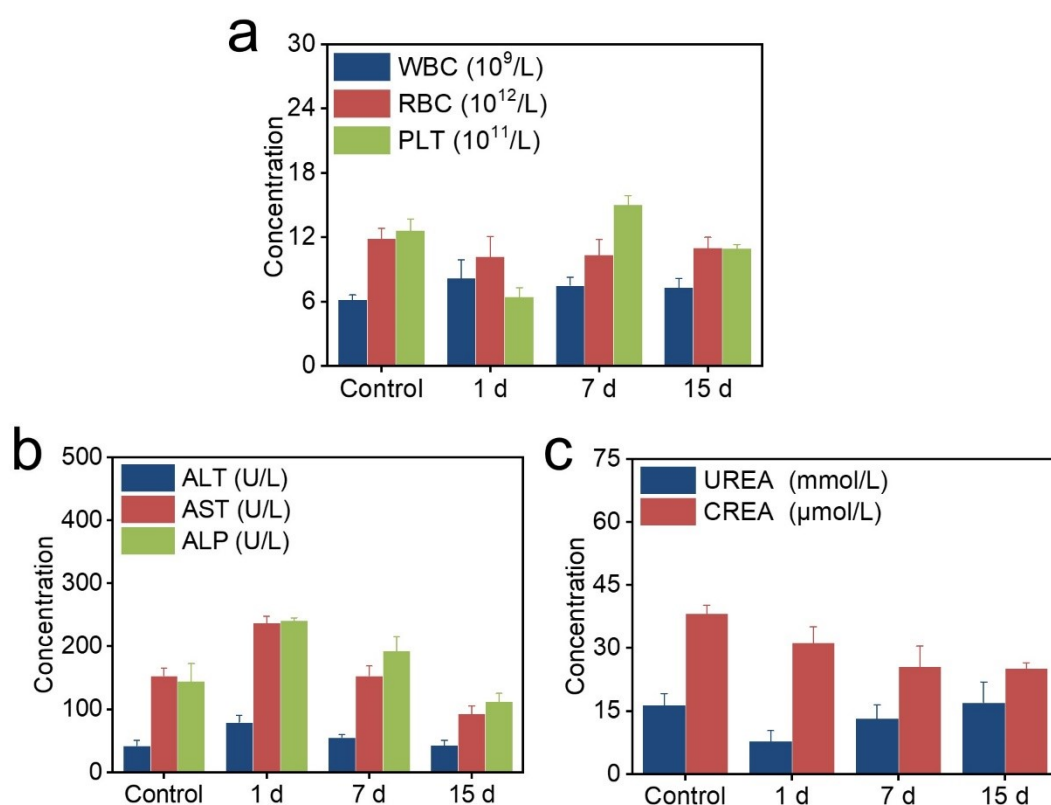 a
30
24
18
12
6
0
Concentration
WBC (10⁹/L)
RBC (10¹²/L)
PLT (10¹¹/L)
Control 1 d 7 d 15 d
b
500
400
300
200
100
0
Concentration
ALT (U/L)
AST (U/L)
ALP (U/L)
Control 1 d 7 d 15 d
c
75
60
45
30
15
0
Concentration
UREA (mmol/L)
CREA (µmol/L)
Control 1 d 7 d 15 d